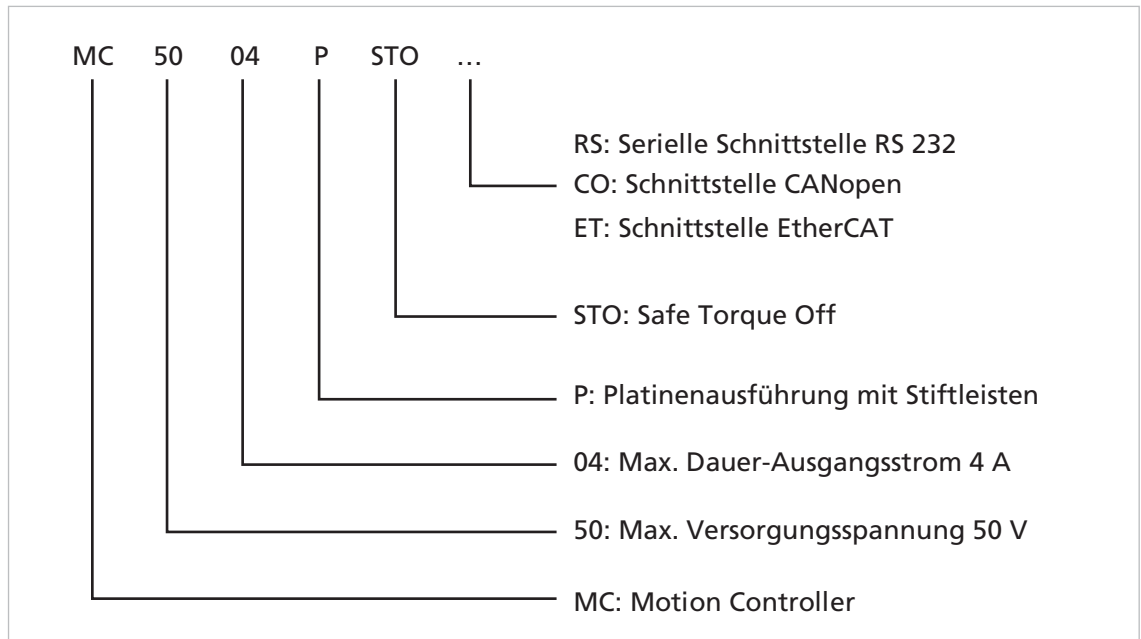 MC 50 04 P STO ...
RS: Serielle Schnittstelle RS 232
CO: Schnittstelle CANopen
ET: Schnittstelle EtherCAT
STO: Safe Torque Off
P: Platinenausführung mit Stiftleisten
04: Max. Dauer-Ausgangsstrom 4 A
50: Max. Versorgungsspannung 50 V
MC: Motion Controller